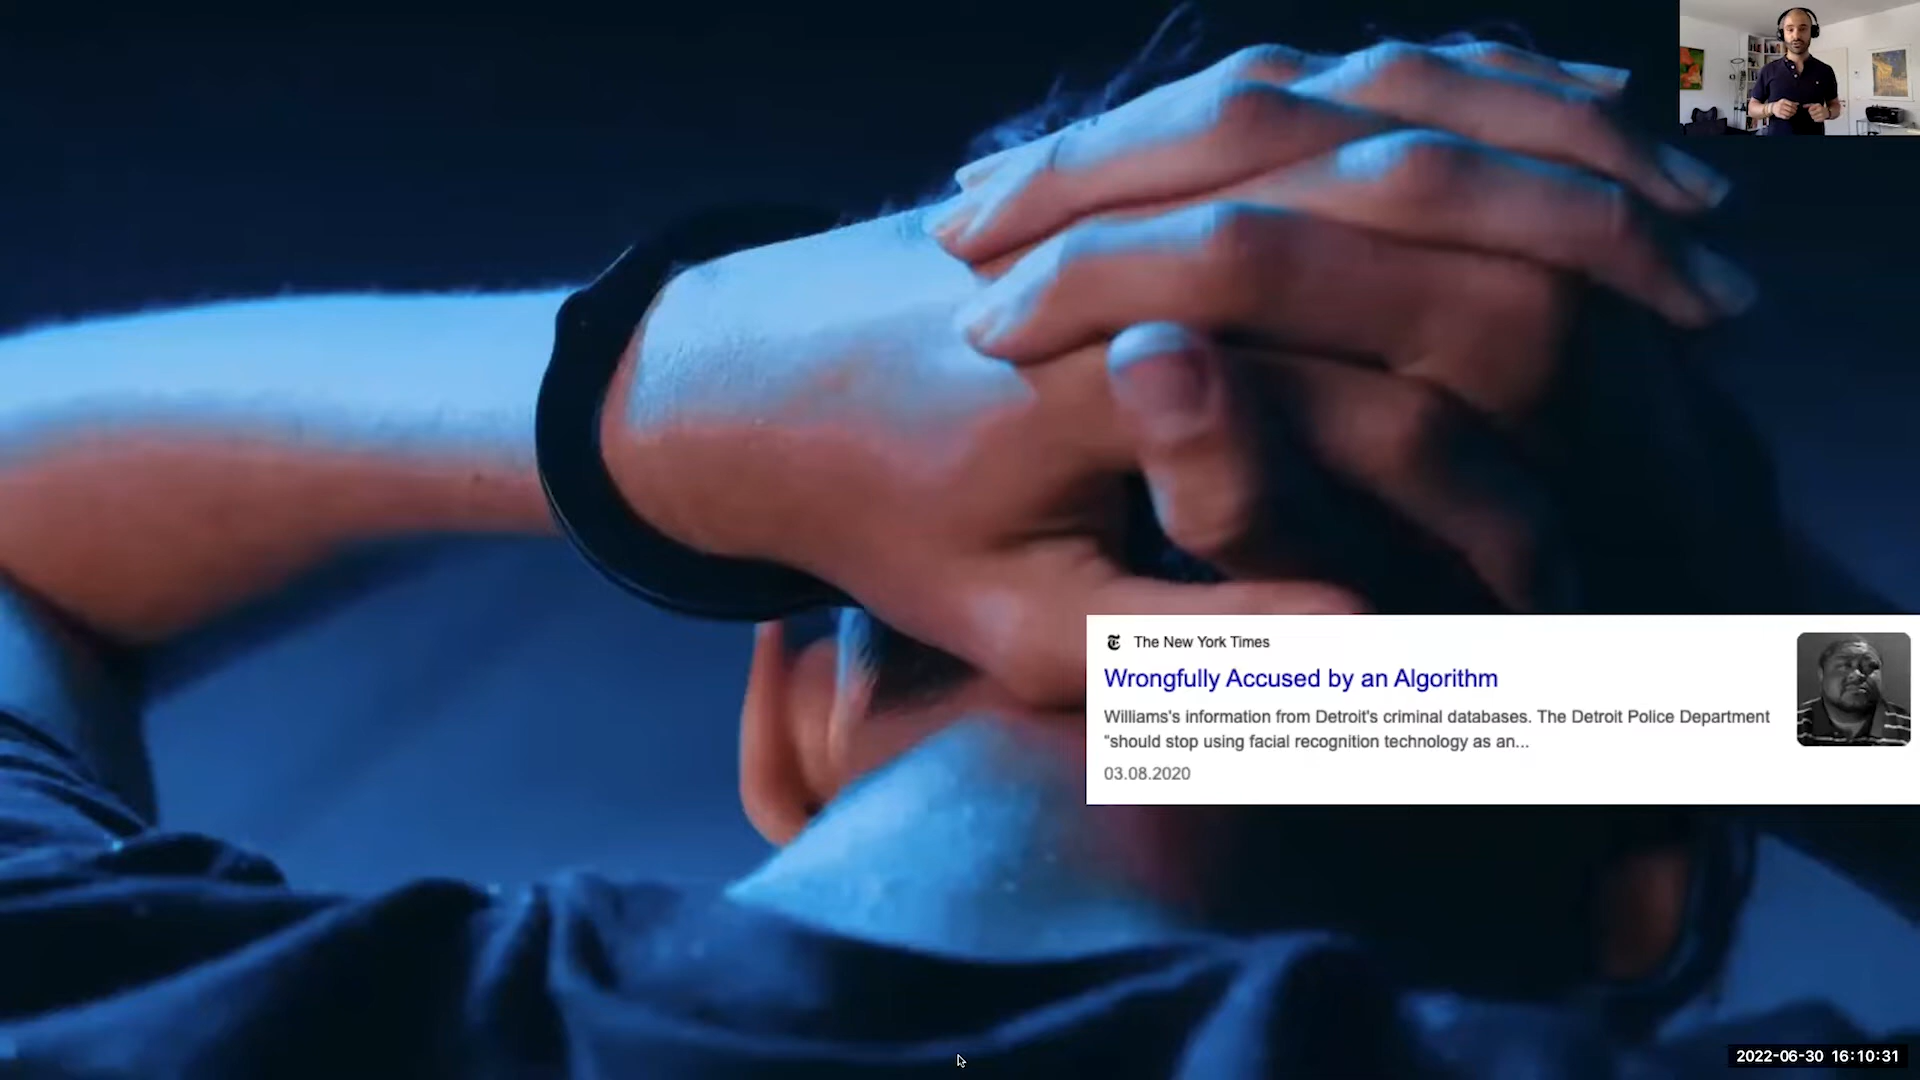 The New York Times
Wrongfully Accused by an Algorithm
Williams's information from Detroit's criminal databases. The Detroit Police Department
“should stop using facial recognition technology as an...
03.08.2020
2022-06-30 16:10:31